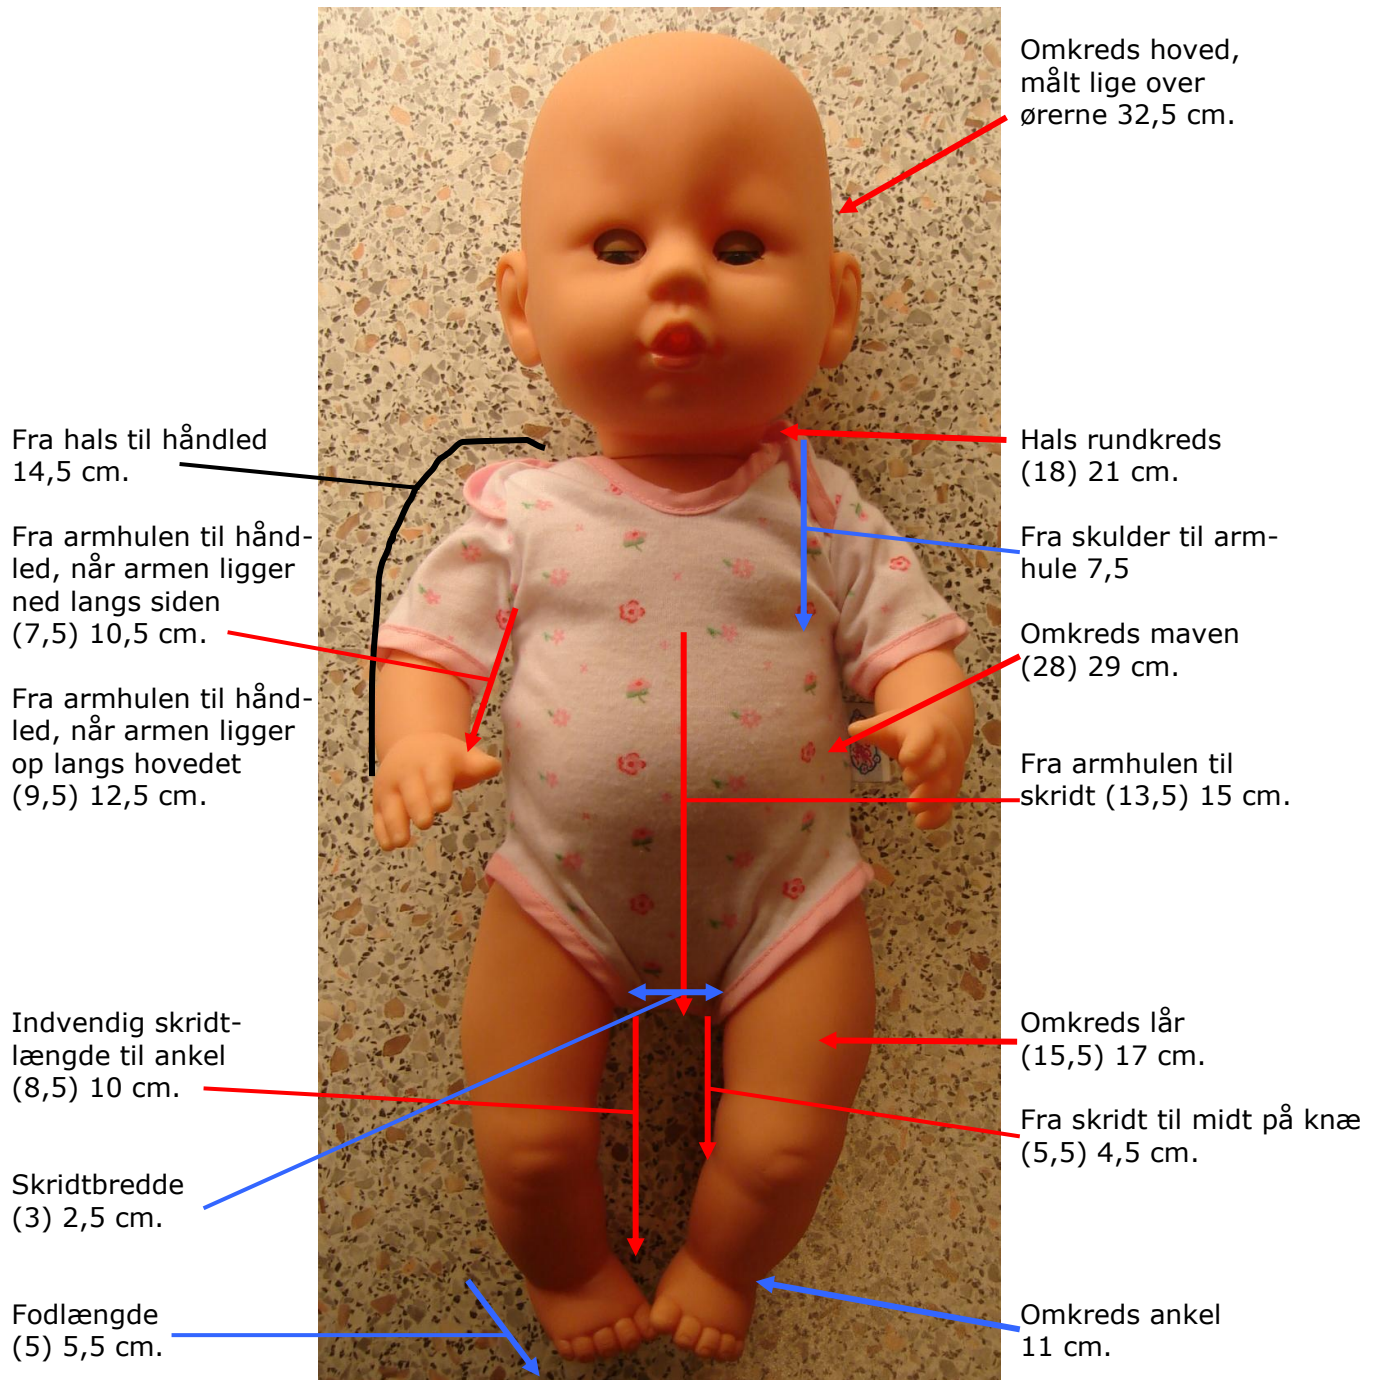 Omkreds hoved,
målt lige over
ørerne 32,5 cm.
Fra hals til håndled
14,5 cm.
Fra armhulen til hånd-
led, når armen ligger
ned langs siden
(7,5) 10,5 cm.
Fra armhulen til hånd-
led, når armen ligger
op langs hovedet
(9,5) 12,5 cm.
Indvendig skridt-
længde til ankel
(8,5) 10 cm.
Skridtbredde
(3) 2,5 cm.
Fodlængde
(5) 5,5 cm.
Hals rundkreds
(18) 21 cm.
Fra skulder til arm-
hule 7,5
Omkreds maven
(28) 29 cm.
Fra armhulen til
skridt (13,5) 15 cm.
Omkreds lår
(15,5) 17 cm.
Fra skridt til midt på knæ
(5,5) 4,5 cm.
Omkreds ankel
11 cm.